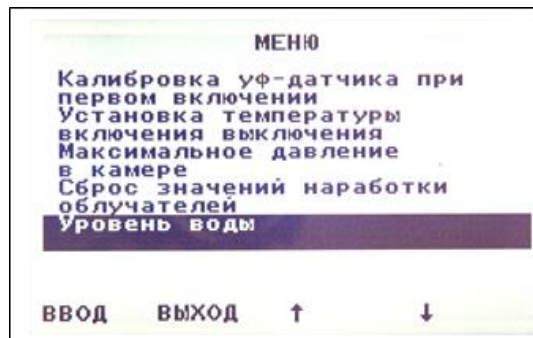 МЕНЮ
Калибровка уф-датчика при
первом включении
Установка температуры
включения выключения
Максимальное давление
в камере
Сброс значений наработки
облучателей
Уровень воды
ВВОД ВЫХОД ↑ ↓